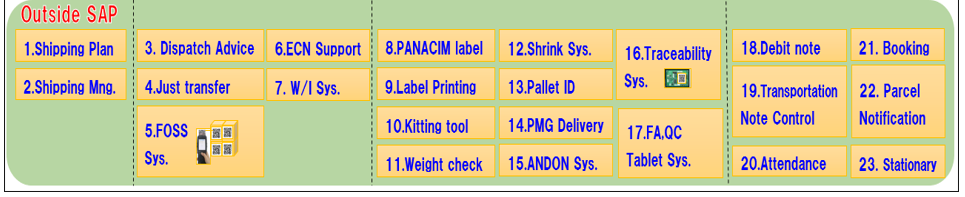 Outside SAP
1.Shipping Plan
2.Shipping Mng.
3. Dispatch Advice
4.Just transfer
5.FOSS
Sys.
6.ECN Support
7. W/I Sys.
8.PANACIM label
9.Label Printing
10.Kitting tool
11.Weight check
12.Shrink Sys.
13.Pallet ID
14.PMG Delivery
15.ANDON Sys.
16.Traceability
Sys.
17.FA,QC
Tablet Sys.
18.Debit note
19.Transportation
Note Control
20.Attendance
21. Booking
22. Parcel
Notification
23. Stationary